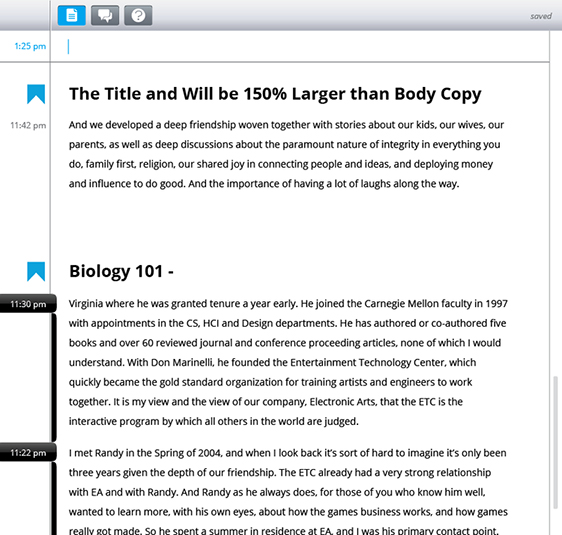 saved
1:25 pm
The Title and Will be 150% Larger than Body Copy
11:42 pm
And we developed a deep friendship woven together with stories about our kids, our wives, our
parents, as well as deep discussions about the paramount nature of integrity in everything you
do, family first, religion, our shared joy in connecting people and ideas, and deploying money
and influence to do good. And the importance of having a lot of laughs along the way.
Biology 101 -
11:30 pm
Virginia where he was granted tenure a year early. He joined the Carnegie Mellon faculty in 1997
with appointments in the CS, HCI and Design departments. He has authored or co-authored five
books and over 60 reviewed journal and conference proceeding articles, none of which I would
understand. With Don Marinelli, he founded the Entertainment Technology Center, which
quickly became the gold standard organization for training artists and engineers to work
together. It is my view and the view of our company, Electronic Arts, that the ETC is the
interactive program by which all others in the world are judged.
11:22 pm
I met Randy in the Spring of 2004, and when I look back it's sort of hard to imagine it's only been
three years given the depth of our friendship. The ETC already had a very strong relationship
with EA and with Randy. And Randy as he always does, for those of you who know him well,
wanted to learn more, with his own eyes, about how the games business works, and how games
really got made. So he spent a summer in residence at EA, and I was his primary contact point.